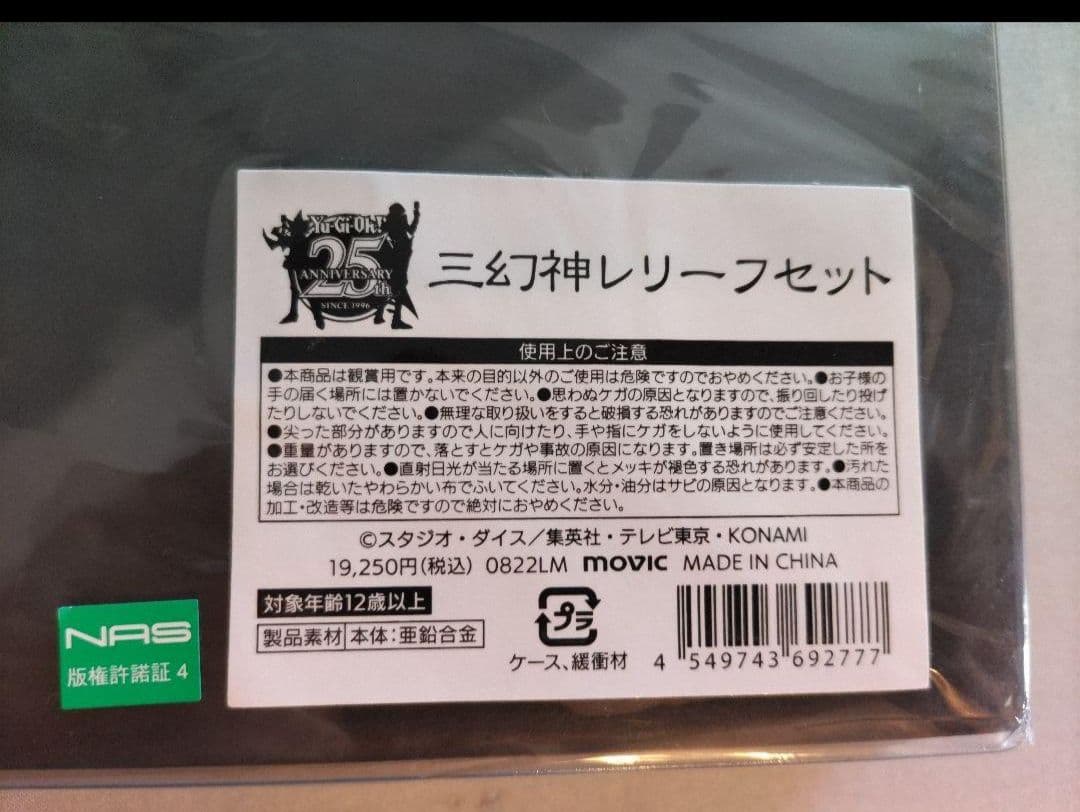 Yu-Gi-Oh!
25th
ANNIVERSARY
SINCE 1996
三幻神レリーフセット
使用上のご注意
●本商品は観賞用です。本来の目的以外のご使用は危険ですのでおやめください。●お子様の
手の届く場所には置かないでください。●思わぬケガの原因となりますので、振り回したり投げ
たりしないでください。●無理な取り扱いをすると破損する恐れがありますのでご注意ください。
●尖った部分がありますので人に向けたり、手や指にケガをしないように使用してください。
●重量がありますので、落とすとケガや事故の原因になります。置き場所は必ず安定した所を
お選びください。●直射日光が当たる場所に置くとメッキが褪色する恐れがあります。●汚れた
場合は乾いたやわらかい布でふいてください。水分・油分はサビの原因となります。●本商品の
加工・改造等は危険ですので絶対におやめください。
©スタジオ・ダイス/集英社・テレビ東京・KONAMI
19,250円(税込) 0822LM movic MADE IN CHINA
対象年齢12歳以上
製品素材 本体:亜鉛合金
プラ
ケース、緩衝材
4 549743 692777
NAS
版権許諾証 4